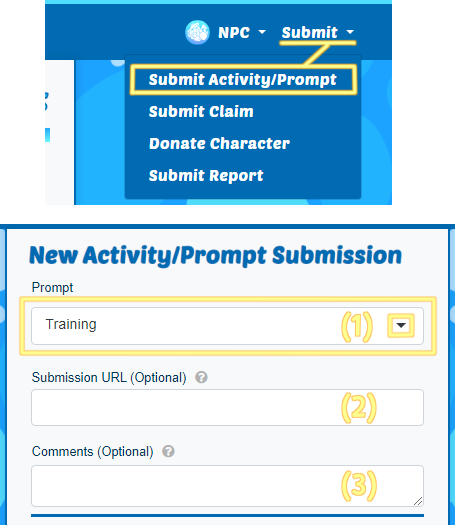 NPC Submit
Submit Activity/Prompt
Submit Claim
Donate Character
Submit Report
New Activity/Prompt Submission
Prompt
Training (1)
Submission URL (Optional) ?
(2)
Comments (Optional) ?
(3)